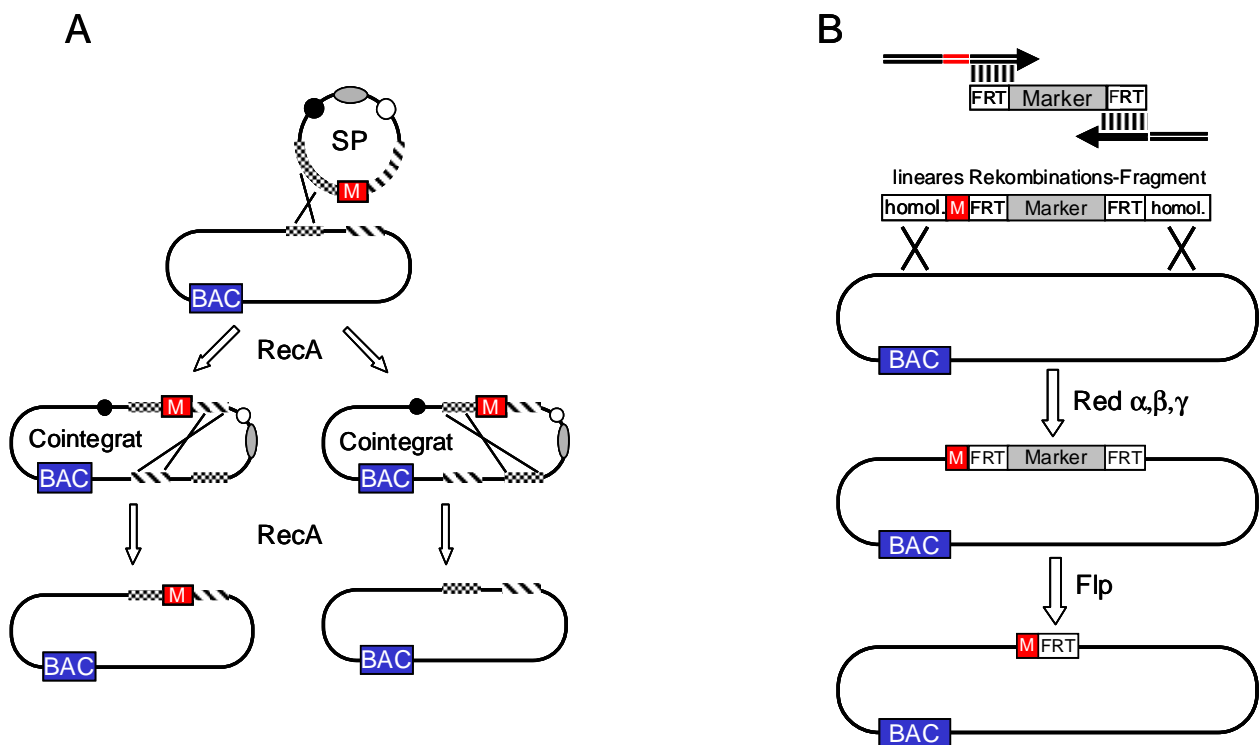 A
SP
M
BAC
RecA
M
Cointegrat
BAC
M
Cointegrat
BAC
RecA
M
BAC
BAC
B
FRT Marker FRT
lineares Rekombinations-Fragment
homol. M FRT Marker FRT homol.
BAC
Red α,β,γ
M FRT Marker FRT
BAC
Flp
M FRT
BAC